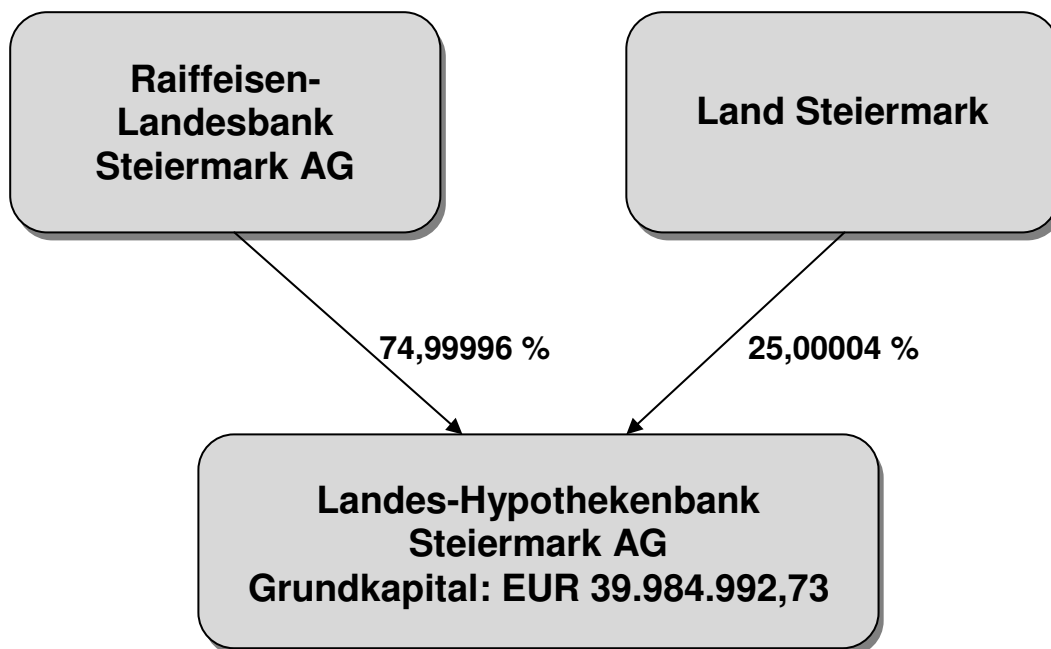 Raiffeisen-
Landesbank
Steiermark AG
Land Steiermark
74,99996 %
25,00004 %
Landes-Hypothekenbank
Steiermark AG
Grundkapital: EUR 39.984.992,73